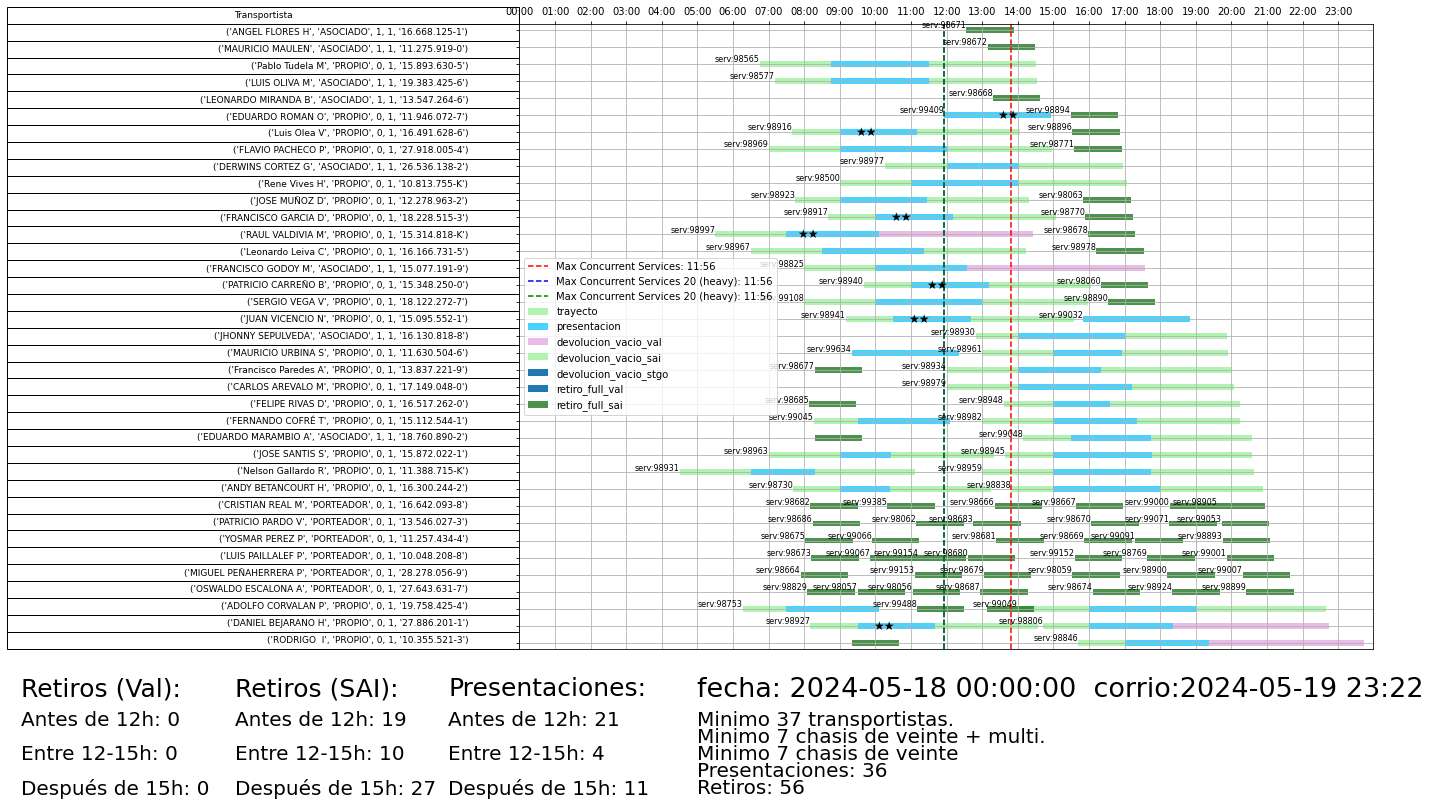 Transportista
00:00 01:00 02:00 03:00 04:00 05:00 06:00 07:00 08:00 09:00 10:00 11:00 12:00 13:00 14:00 15:00 16:00 17:00 18:00 19:00 20:00 21:00 22:00 23:00
('ANGEL FLORES H', 'ASOCIADO', 1, 1, '16.668.125-1') serv:98671
('MAURICIO MAULEN', 'ASOCIADO', 1, 1, '11.275.919-0') serv:98672
('Pablo Tudela M', 'PROPIO', 0, 1, '15.893.630-5') serv:98565
('LUIS OLIVA M', 'ASOCIADO', 1, 1, '19.383.425-6') serv:98577
('LEONARDO MIRANDA B', 'ASOCIADO', 1, 1, '13.547.264-6') serv:98668
('EDUARDO ROMAN O', 'PROPIO', 0, 1, '11.946.072-7') serv:99409 serv:98894
('Luis Olea V', 'PROPIO', 0, 1, '16.491.628-6') serv:98916 serv:98896
('FLAVIO PACHECO P', 'PROPIO', 0, 1, '27.918.005-4') serv:98969 serv:98771
('DERWINS CORTEZ G', 'ASOCIADO', 1, 1, '26.536.138-2') serv:98977
('Rene Vives H', 'PROPIO', 0, 1, '10.813.755-K') serv:98500
('JOSE MUÑOZ D', 'PROPIO', 0, 1, '12.278.963-2') serv:98923 serv:98063
('FRANCISCO GARCIA D', 'PROPIO', 0, 1, '18.228.515-3') serv:98917 serv:98770
('RAUL VALDIVIA M', 'PROPIO', 0, 1, '15.314.818-K') serv:98997 serv:98678
('Leonardo Leiva C', 'PROPIO', 0, 1, '16.166.731-5') serv:98967 serv:98978
('FRANCISCO GODOY M', 'ASOCIADO', 1, 1, '15.077.191-9') serv:98825
('PATRICIO CARREÑO B', 'PROPIO', 0, 1, '15.348.250-0') serv:98940 serv:98060
('SERGIO VEGA V', 'PROPIO', 0, 1, '18.122.272-7') 99108 serv:98890
('JUAN VICENCIO N', 'PROPIO', 0, 1, '15.095.552-1') serv:98941 serv:99032
('JHONNY SEPULVEDA', 'ASOCIADO', 1, 1, '16.130.818-8') serv:98930
('MAURICIO URBINA S', 'PROPIO', 0, 1, '11.630.504-6') serv:99634 serv:98961
('Francisco Paredes A', 'PROPIO', 0, 1, '13.837.221-9') serv:98677 serv:98934
('CARLOS AREVALO M', 'PROPIO', 0, 1, '17.149.048-0') serv:98979
('FELIPE RIVAS D', 'PROPIO', 0, 1, '16.517.262-0') serv:98685 serv:98948
('FERNANDO COFRÉ T', 'PROPIO', 0, 1, '15.112.544-1') serv:99045 serv:98982
('EDUARDO MARAMBIO A', 'ASOCIADO', 1, 1, '18.760.890-2') serv:99048
('JOSE SANTIS S', 'PROPIO', 0, 1, '15.872.022-1') serv:98963 serv:98945
('Nelson Gallardo R', 'PROPIO', 0, 1, '11.388.715-K') serv:98931 serv:98959
('ANDY BETANCOURT H', 'PROPIO', 0, 1, '16.300.244-2') serv:98730 serv:98838
('CRISTIAN REAL M', 'PORTEADOR', 0, 1, '16.642.093-8') serv:98682 serv:99385 serv:98666 serv:98667 serv:99000 serv:98905
('PATRICIO PARDO V', 'PORTEADOR', 0, 1, '13.546.027-3') serv:98686 serv:98062 serv:98683 serv:98670 serv:99071 serv:99053
('YOSMAR PEREZ P', 'PORTEADOR', 0, 1, '11.257.434-4') serv:98675 serv:99066 serv:98681 serv:98669 serv:99091 serv:98893
('LUIS PAILLALEF P', 'PORTEADOR', 0, 1, '10.048.208-8') serv:98673 serv:99067 serv:99154 serv:98680 serv:99152 serv:98769 serv:99001
('MIGUEL PEÑAHERRERA P', 'PORTEADOR', 0, 1, '28.278.056-9') serv:98664 serv:99153 serv:98679 serv:98059 serv:98900 serv:99007
('OSWALDO ESCALONA A', 'PORTEADOR', 0, 1, '27.643.631-7') serv:98829 serv:98057 serv:98056 serv:98687 serv:98674 serv:98924 serv:98899
('ADOLFO CORVALAN P', 'PROPIO', 0, 1, '19.758.425-4') serv:98753 serv:99488 serv:99049
('DANIEL BEJARANO H', 'PROPIO', 0, 1, '27.886.201-1') serv:98927 serv:98806
('RODRIGO  I', 'PROPIO', 0, 1, '10.355.521-3') serv:98846
Max Concurrent Services: 11:56
Max Concurrent Services 20 (heavy): 11:56
Max Concurrent Services 20 (heavy): 11:56
trayecto
presentacion
devolucion_vacio_val
devolucion_vacio_sai
devolucion_vacio_stgo
retiro_full_val
retiro_full_sai
Retiros (Val):
Antes de 12h: 0
Entre 12-15h: 0
Después de 15h: 0
Retiros (SAI):
Antes de 12h: 19
Entre 12-15h: 10
Después de 15h: 27
Presentaciones:
Antes de 12h: 21
Entre 12-15h: 4
Después de 15h: 11
fecha: 2024-05-18 00:00:00  corrio:2024-05-19 23:22
Minimo 37 transportistas.
Minimo 7 chasis de veinte + multi.
Minimo 7 chasis de veinte
Presentaciones: 36
Retiros: 56